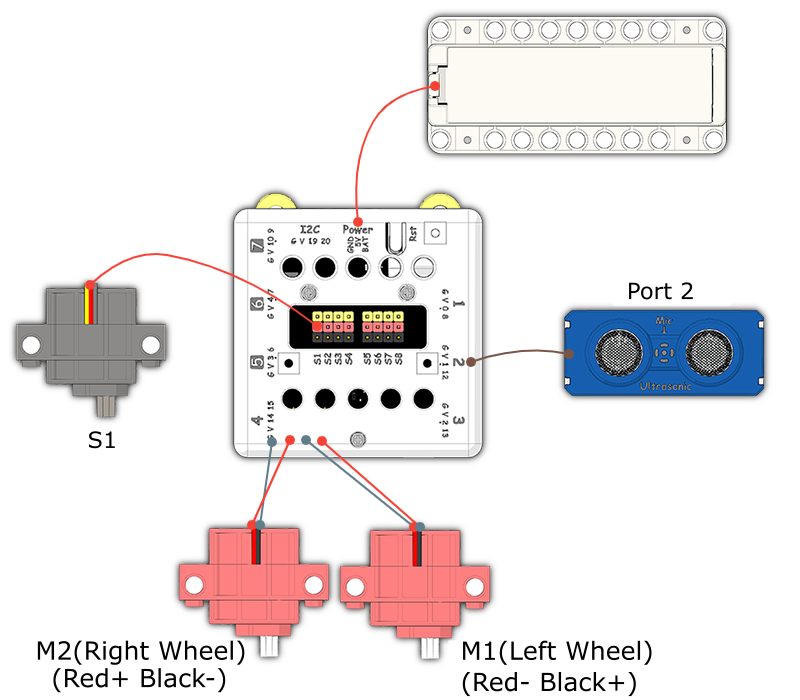 I2C
G V 19 20
Power
GND
5V
BAT
Rst
7
G V 10 9
6
G V 4 7
5
G V 3 6
4
G V 14 15
1
G V 0 8
2
G V 1 12
3
G V 2 13
S1 S2 S3 S4 S5 S6 S7 S8
Port 2
Mic
Ultrasonic
S1
M2(Right Wheel)
(Red+ Black-)
M1(Left Wheel)
(Red- Black+)